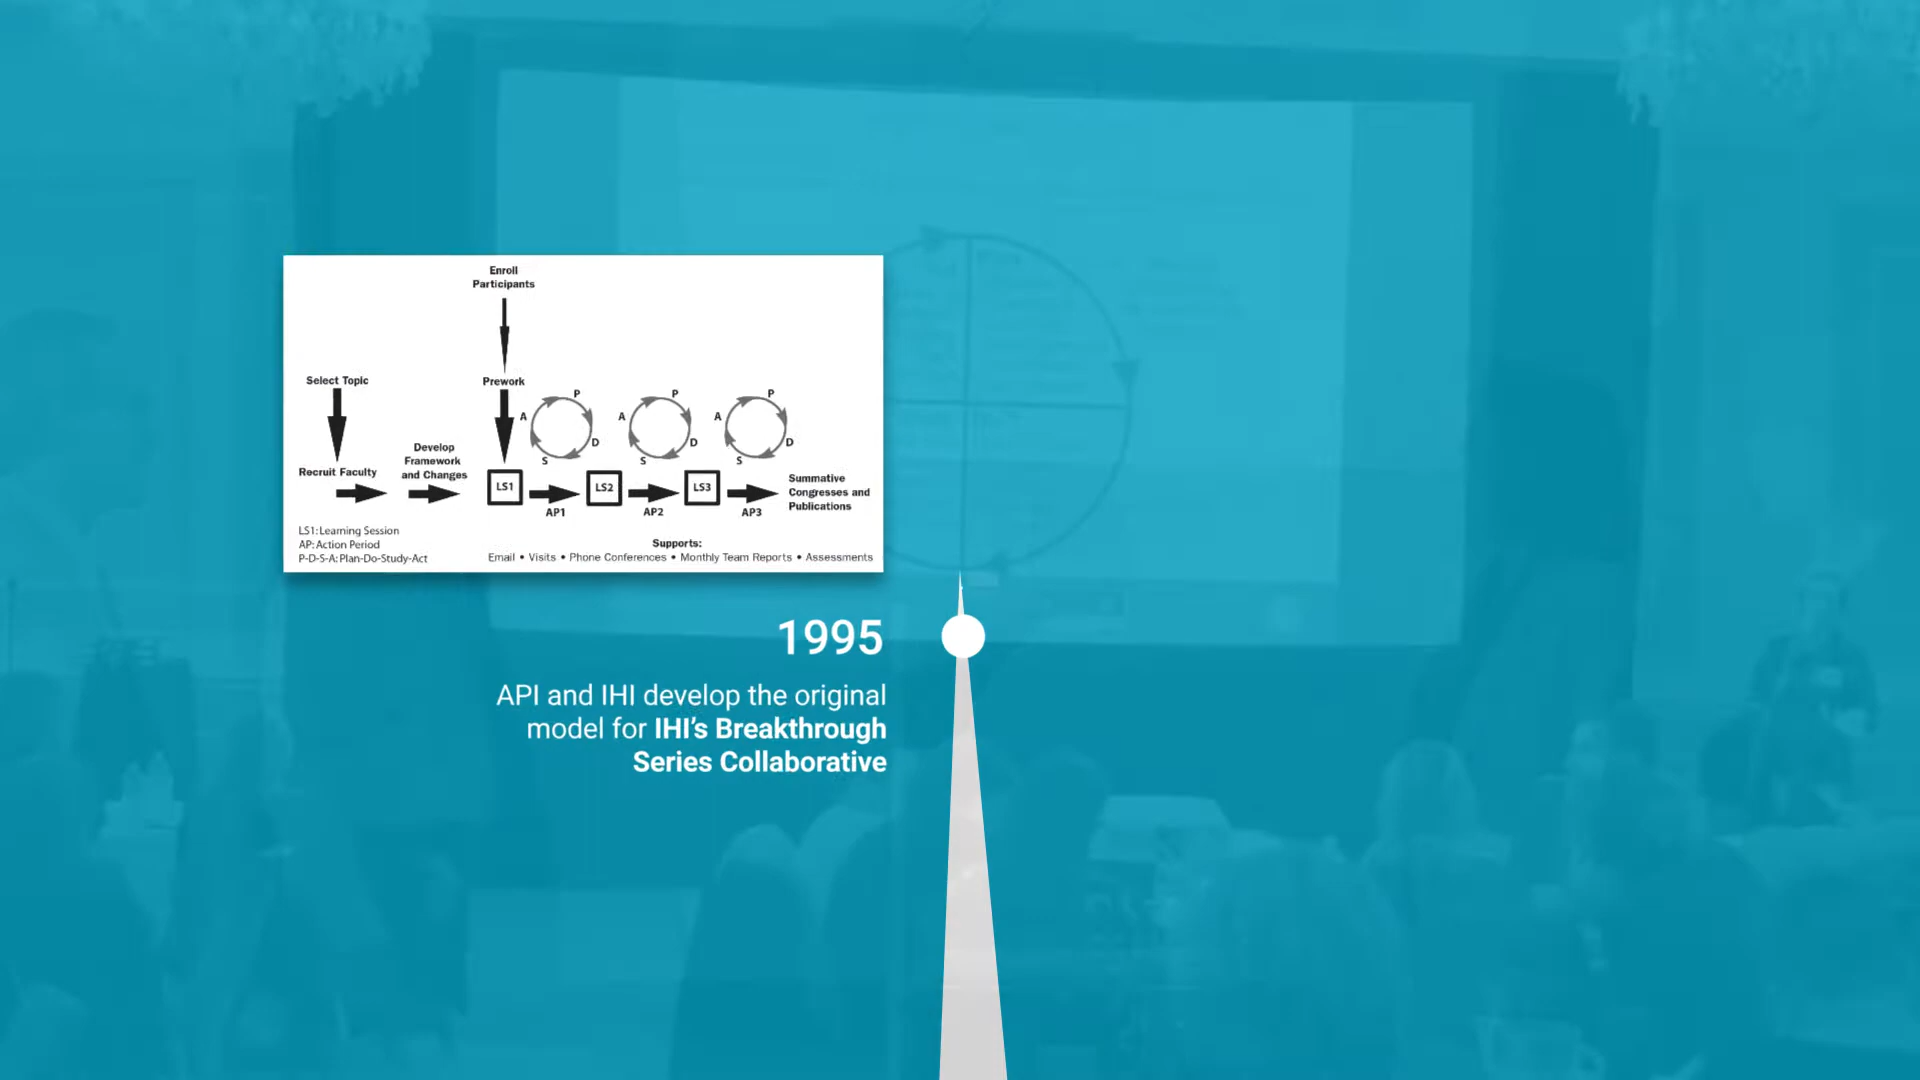 Enroll
Participants
Select Topic
Prework
P
A
D
S
P
A
D
S
P
A
D
S
Develop
Framework
and Changes
Recruit Faculty
LS1
LS2
LS3
Summative
Congresses and
Publications
AP1
AP2
AP3
LS1: Learning Session
AP: Action Period
P-D-S-A: Plan-Do-Study-Act
Supports:
Email • Visits • Phone Conferences • Monthly Team Reports • Assessments
1995
API and IHI develop the original
model for IHI's Breakthrough
Series Collaborative